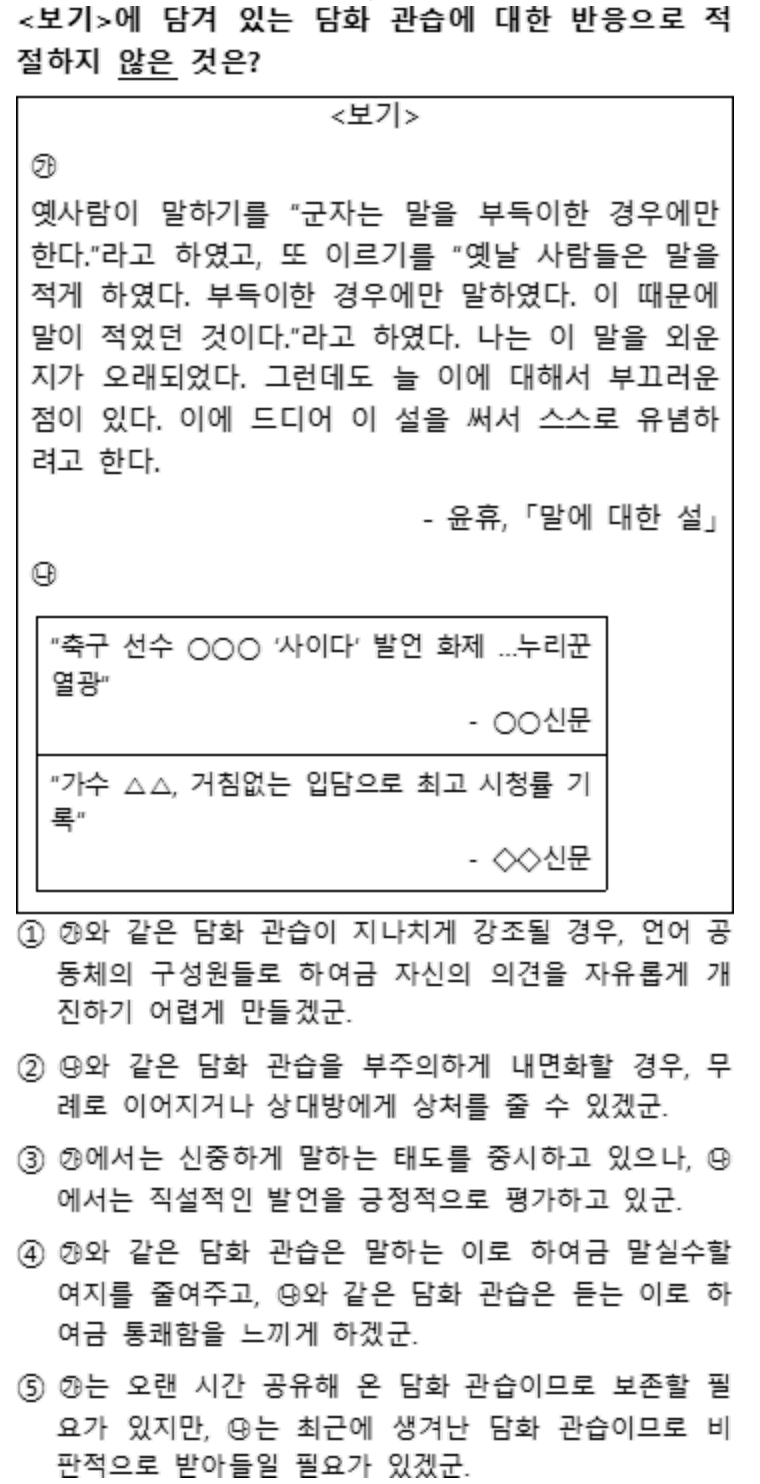 <보기>에 담겨 있는 담화 관습에 대한 반응으로 적
절하지 않은 것은?
<보기>
㉮
옛사람이 말하기를 “군자는 말을 부득이한 경우에만
한다.”라고 하였고, 또 이르기를 “옛날 사람들은 말을
적게 하였다. 부득이한 경우에만 말하였다. 이 때문에
말이 적었던 것이다.”라고 하였다. 나는 이 말을 외운
지가 오래되었다. 그런데도 늘 이에 대해서 부끄러운
점이 있다. 이에 드디어 이 설을 써서 스스로 유념하
려고 한다.
- 윤휴, 「말에 대한 설」
㉯
“축구 선수 ○○○ ‘사이다’ 발언 화제 …누리꾼
열광”
- ○○신문
“가수 △△, 거침없는 입담으로 최고 시청률 기
록”
- ◇◇신문
① ㉮와 같은 담화 관습이 지나치게 강조될 경우, 언어 공
동체의 구성원들로 하여금 자신의 의견을 자유롭게 개
진하기 어렵게 만들겠군.
② ㉯와 같은 담화 관습을 부주의하게 내면화할 경우, 무
례로 이어지거나 상대방에게 상처를 줄 수 있겠군.
③ ㉮에서는 신중하게 말하는 태도를 중시하고 있으나, ㉯
에서는 직설적인 발언을 긍정적으로 평가하고 있군.
④ ㉮와 같은 담화 관습은 말하는 이로 하여금 말실수할
여지를 줄여주고, ㉯와 같은 담화 관습은 듣는 이로 하
여금 통쾌함을 느끼게 하겠군.
⑤ ㉮는 오랜 시간 공유해 온 담화 관습이므로 보존할 필
요가 있지만, ㉯는 최근에 생겨난 담화 관습이므로 비
판적으로 받아들일 필요가 있겠군.